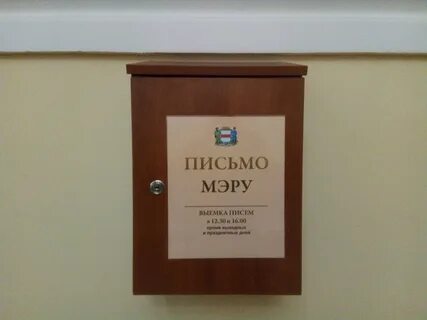 ПИСЬМО
МЭРУ
ВЫЕМКА ПИСЕМ
в 12.30 и 16.00
кроме выходных
и праздничных дней